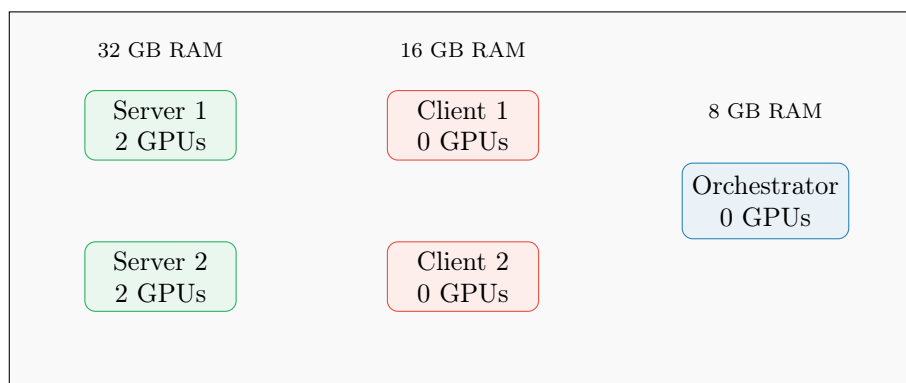 32 GB RAM
Server 1
2 GPUs
Server 2
2 GPUs
16 GB RAM
Client 1
0 GPUs
Client 2
0 GPUs
8 GB RAM
Orchestrator
0 GPUs